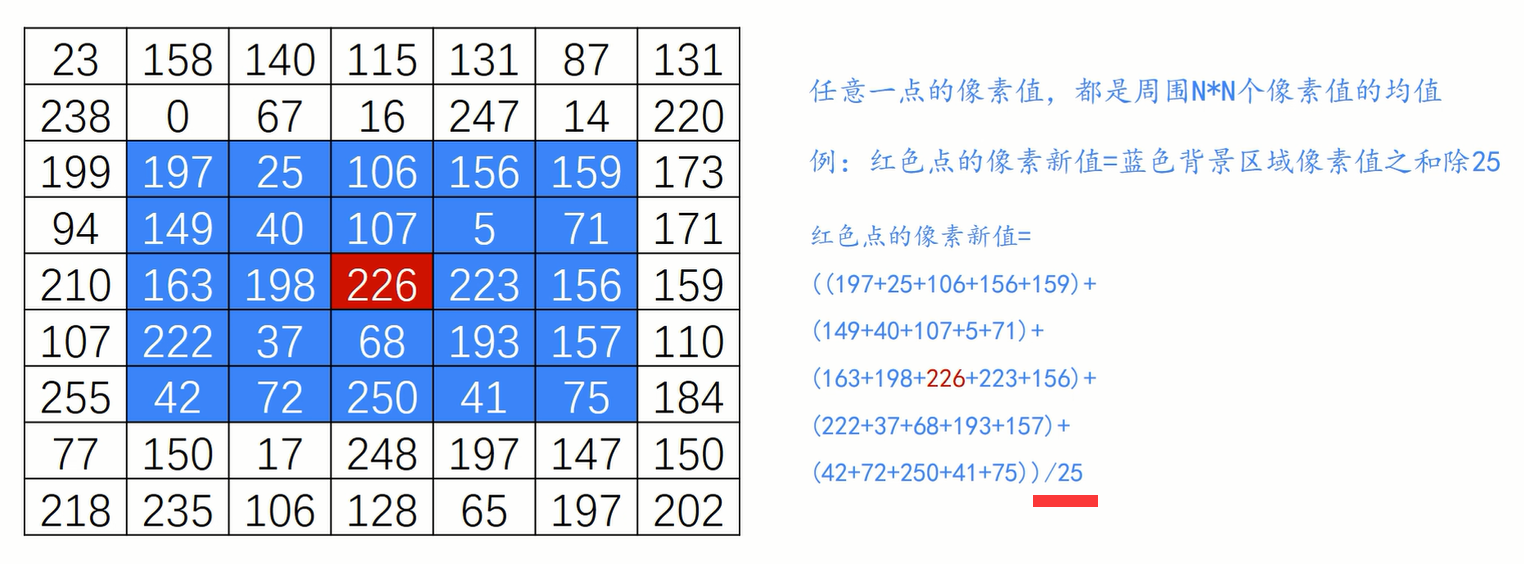 23 158 140 115 131 87 131
238 0 67 16 247 14 220
199 197 25 106 156 159 173
94 149 40 107 5 71 171
210 163 198 226 223 156 159
107 222 37 68 193 157 110
255 42 72 250 41 75 184
77 150 17 248 197 147 150
218 235 106 128 65 197 202
任意一点的像素值，都是周围N*N个像素值的均值
例：红色点的像素新值=蓝色背景区域像素值之和除25
红色点的像素新值=
((197+25+106+156+159)+
(149+40+107+5+71)+
(163+198+226+223+156)+
(222+37+68+193+157)+
(42+72+250+41+75))/25